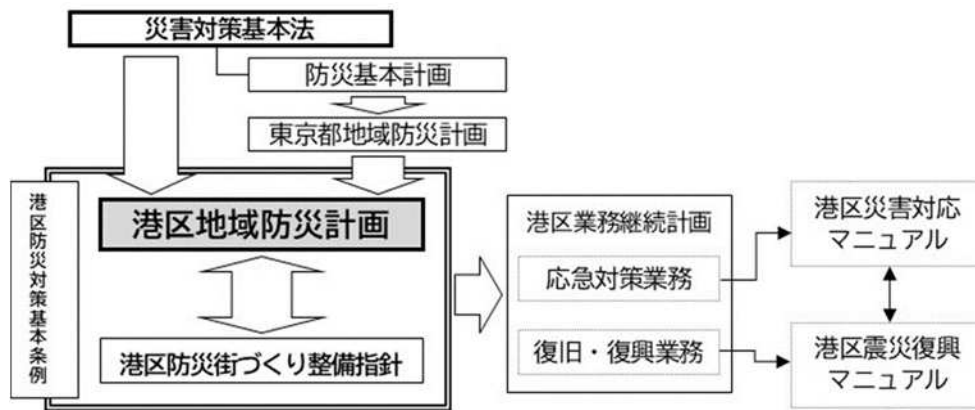 災害対策基本法
防災基本計画
東京都地域防災計画
港区防災対策基本条例
港区地域防災計画
港区防災街づくり整備指針
港区業務継続計画
応急対策業務
復旧・復興業務
港区災害対応
マニュアル
港区震災復興
マニュアル